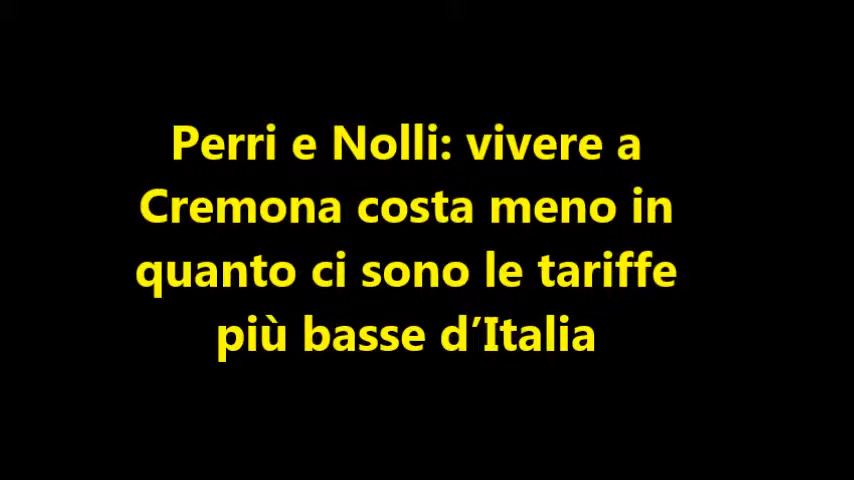 Perri e Nolli: vivere a
Cremona costa meno in
quanto ci sono le tariffe
più basse d’Italia